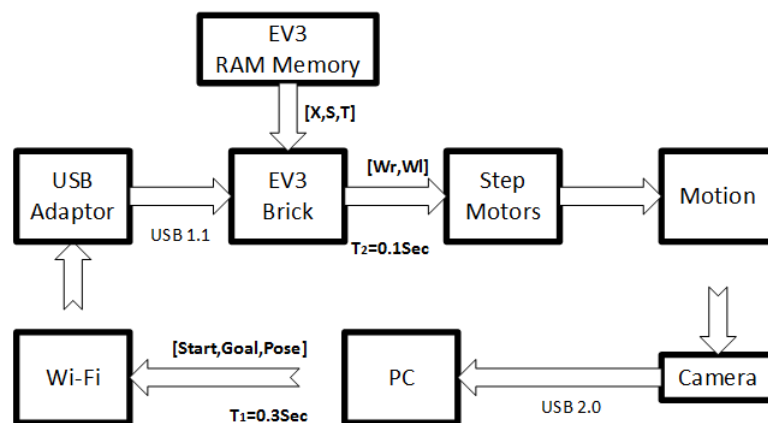 EV3
RAM Memory
[X,S,T]
USB
Adaptor
USB 1.1
EV3
Brick
[Wr,Wl]
T₂=0.1Sec
Step
Motors
Motion
Wi-Fi
[Start,Goal,Pose]
T₁=0.3Sec
PC
USB 2.0
Camera